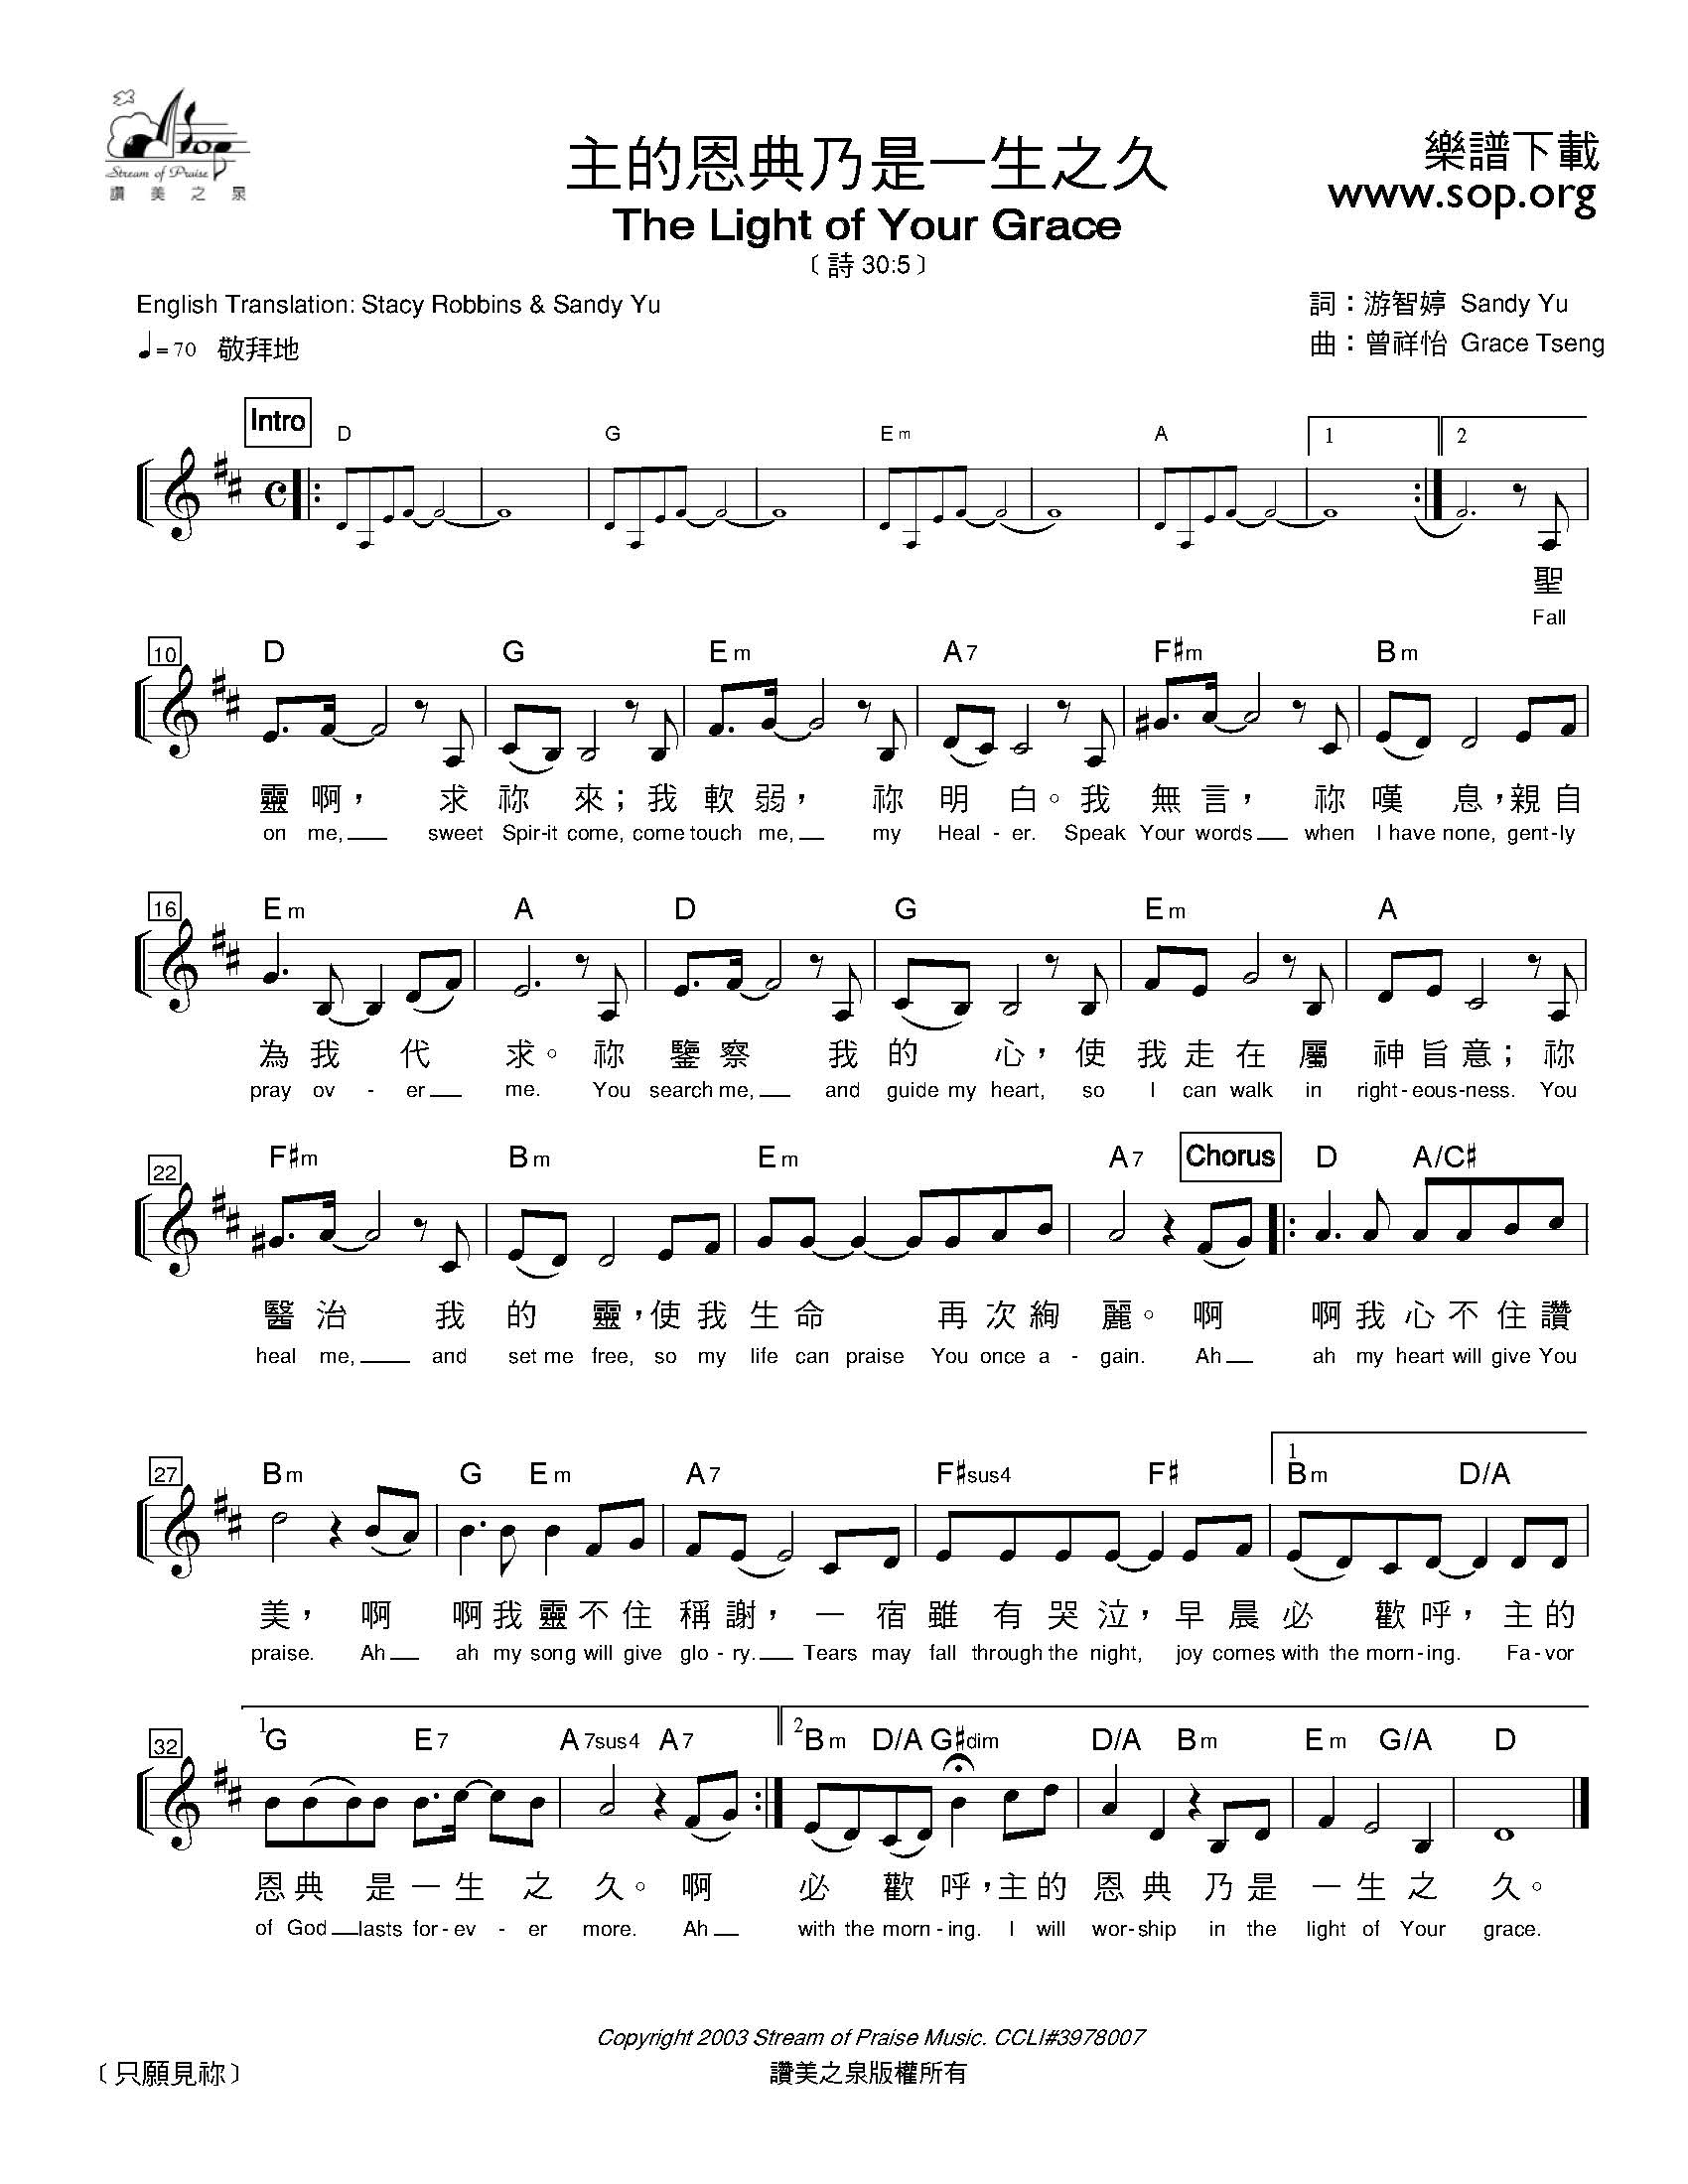 Stream of Praise
讚 美 之 泉
主的恩典乃是一生之久
The Light of Your Grace
﹝詩 30:5﹞
樂譜下載
www.sop.org
English Translation: Stacy Robbins & Sandy Yu
♩= 70 敬拜地
詞：游智婷 Sandy Yu
曲：曾祥怡 Grace Tseng
Intro
D G Em A 1 2
聖
Fall
10 D G Em A7 F♯m Bm
靈 啊， 求 祢 來；我 軟 弱， 祢 明 白。我 無 言， 祢 嘆 息，親 自
on me, sweet Spir-it come, come touch me, my Heal - er. Speak Your words when I have none, gent-ly
16 Em A D G Em A
為 我 代 求。 祢 鑒 察 我 的 心， 使 我 走 在 屬 神 旨 意； 祢
pray ov - er me. You search me, and guide my heart, so I can walk in right-eous-ness. You
22 F♯m Bm Em A7 Chorus D A/C♯
醫 治 我 的 靈，使 我 生 命 再 次 絢 麗。 啊 啊 我 心 不 住 讚
heal me, and set me free, so my life can praise You once a - gain. Ah ah my heart will give You
27 Bm G Em A7 F♯sus4 F♯ 1 Bm D/A
美， 啊 啊 我 靈 不 住 稱 謝， 一 宿 雖 有 哭 泣，早 晨 必 歡 呼，主 的
praise. Ah ah my song will give glo - ry. Tears may fall through the night, joy comes with the morn-ing. Fa-vor
32 1 G E7 A7sus4 A7 2 Bm D/A G♯dim D/A Bm Em G/A D
恩 典 是 一 生 之 久。 啊 必 歡 呼，主 的 恩 典 乃 是 一 生 之 久。
of God lasts for-ev - er more. Ah with the morn-ing. I will wor-ship in the light of Your grace.
Copyright 2003 Stream of Praise Music. CCLI#3978007
﹝只願見祢﹞
讚美之泉版權所有